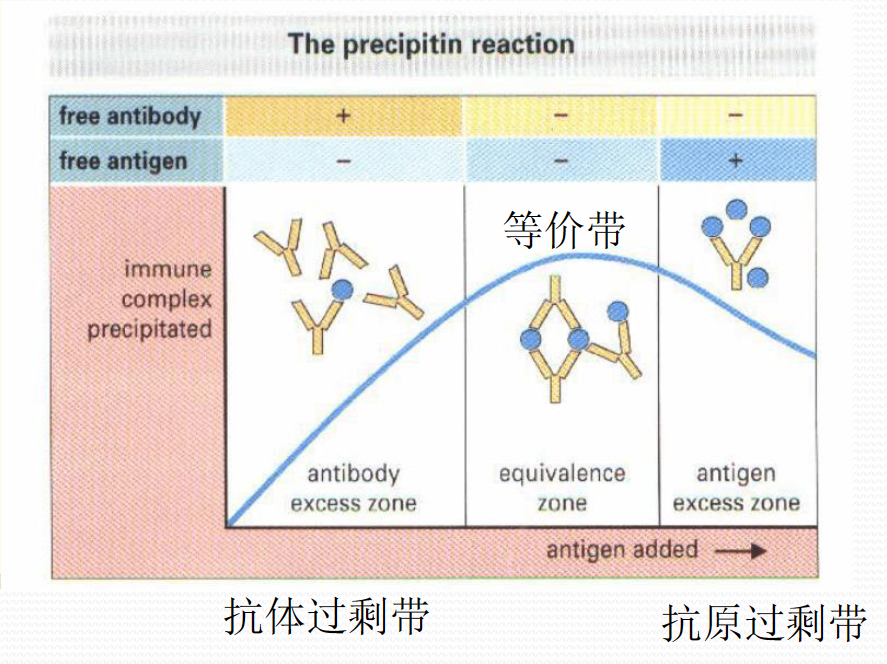 The precipitin reaction
free antibody + − −
free antigen − − +
等价带
immune
complex
precipitated
antibody
excess zone
equivalence
zone
antigen
excess zone
antigen added
抗体过剩带
抗原过剩带